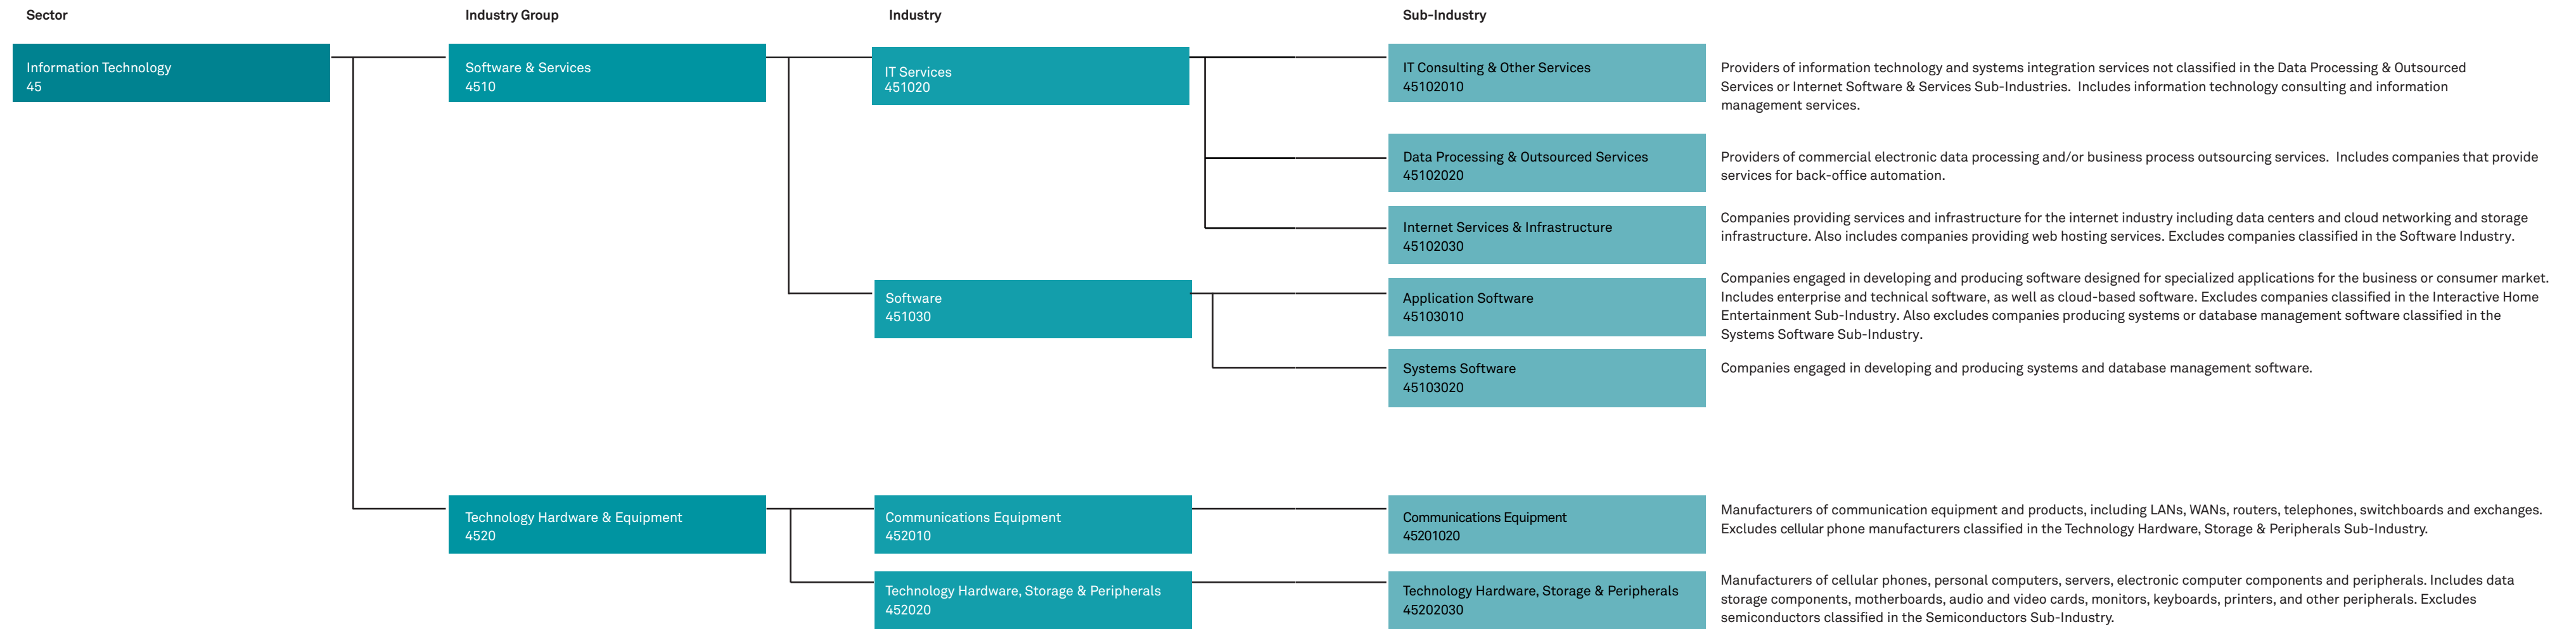 Sector
Industry Group
Industry
Sub-Industry
Information Technology
45
Software & Services
4510
IT Services
451020
IT Consulting & Other Services
45102010
Providers of information technology and systems integration services not classified in the Data Processing & Outsourced
Services or Internet Software & Services Sub-Industries.  Includes information technology consulting and information
management services.
Data Processing & Outsourced Services
45102020
Providers of commercial electronic data processing and/or business process outsourcing services.  Includes companies that provide
services for back-office automation.
Internet Services & Infrastructure
45102030
Companies providing services and infrastructure for the internet industry including data centers and cloud networking and storage
infrastructure. Also includes companies providing web hosting services. Excludes companies classified in the Software Industry.
Software
451030
Application Software
45103010
Companies engaged in developing and producing software designed for specialized applications for the business or consumer market.
Includes enterprise and technical software, as well as cloud-based software. Excludes companies classified in the Interactive Home
Entertainment Sub-Industry. Also excludes companies producing systems or database management software classified in the
Systems Software Sub-Industry.
Systems Software
45103020
Companies engaged in developing and producing systems and database management software.
Technology Hardware & Equipment
4520
Communications Equipment
452010
Communications Equipment
45201020
Manufacturers of communication equipment and products, including LANs, WANs, routers, telephones, switchboards and exchanges.
Excludes cellular phone manufacturers classified in the Technology Hardware, Storage & Peripherals Sub-Industry.
Technology Hardware, Storage & Peripherals
452020
Technology Hardware, Storage & Peripherals
45202030
Manufacturers of cellular phones, personal computers, servers, electronic computer components and peripherals. Includes data
storage components, motherboards, audio and video cards, monitors, keyboards, printers, and other peripherals. Excludes
semiconductors classified in the Semiconductors Sub-Industry.